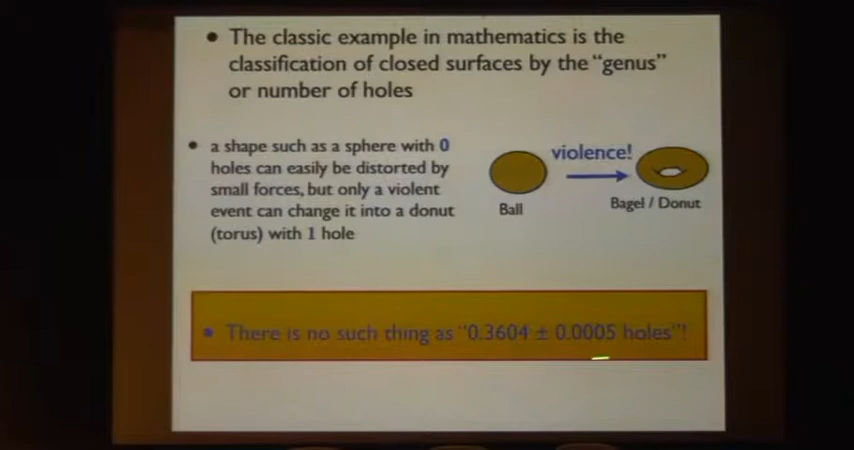 • The classic example in mathematics is the
classification of closed surfaces by the “genus”
or number of holes
• a shape such as a sphere with 0
holes can easily be distorted by
small forces, but only a violent
event can change it into a donut
(torus) with 1 hole
violence!
Ball
Bagel / Donut
• There is no such thing as “0.3604 ± 0.0005 holes”!